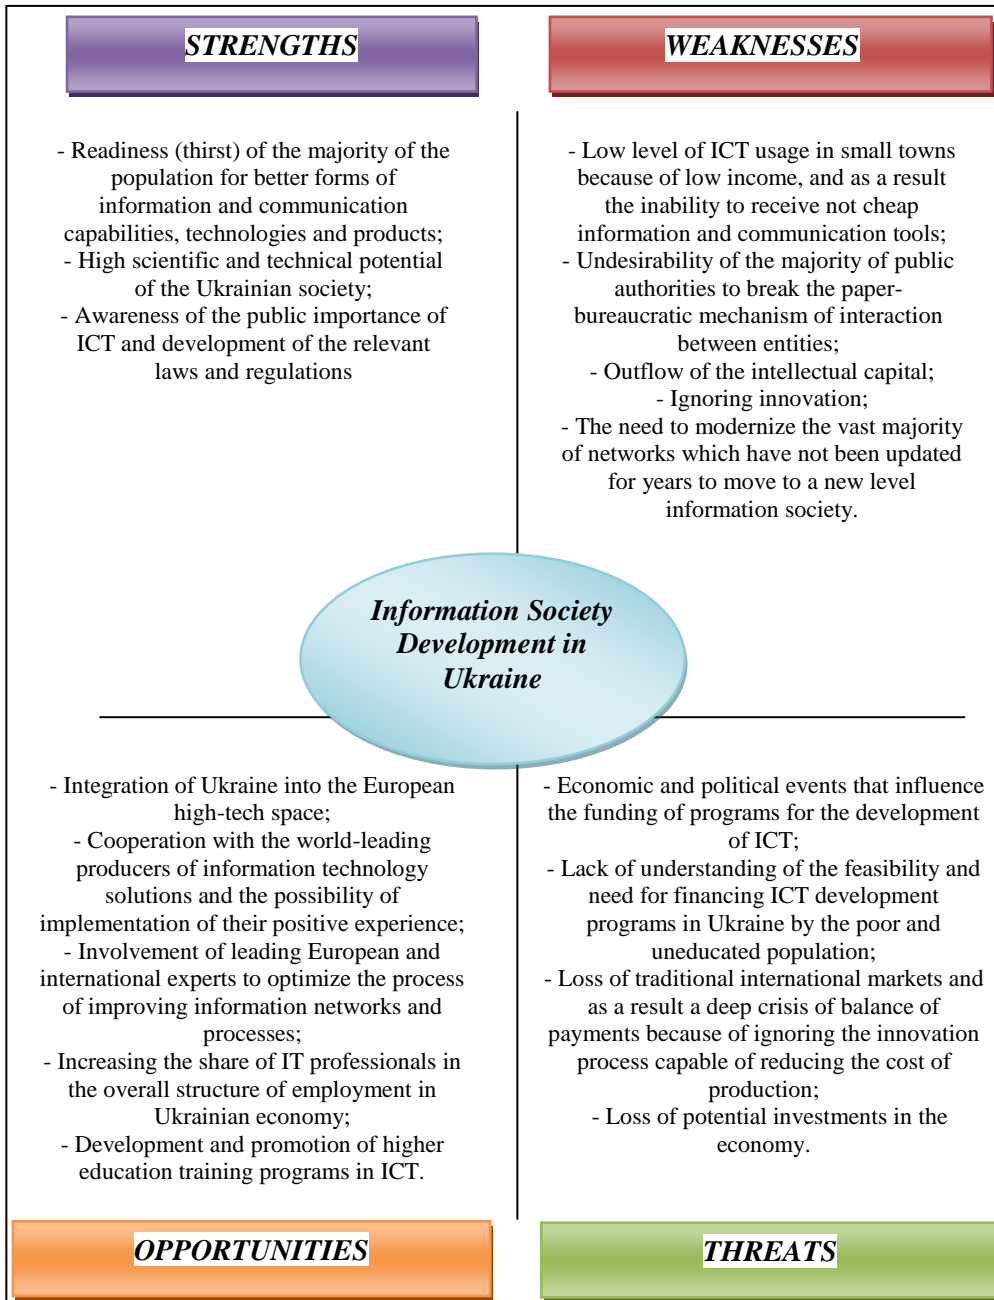 STRENGTHS
- Readiness (thirst) of the majority of the
population for better forms of
information and communication
capabilities, technologies and products;
- High scientific and technical potential
of the Ukrainian society;
- Awareness of the public importance of
ICT and development of the relevant
laws and regulations
WEAKNESSES
- Low level of ICT usage in small towns
because of low income, and as a result
the inability to receive not cheap
information and communication tools;
- Undesirability of the majority of public
authorities to break the paper-
bureaucratic mechanism of interaction
between entities;
- Outflow of the intellectual capital;
- Ignoring innovation;
- The need to modernize the vast majority
of networks which have not been updated
for years to move to a new level
information society.
Information Society
Development in
Ukraine
- Integration of Ukraine into the European
high-tech space;
- Cooperation with the world-leading
producers of information technology
solutions and the possibility of
implementation of their positive experience;
- Involvement of leading European and
international experts to optimize the process
of improving information networks and
processes;
- Increasing the share of IT professionals in
the overall structure of employment in
Ukrainian economy;
- Development and promotion of higher
education training programs in ICT.
OPPORTUNITIES
- Economic and political events that influence
the funding of programs for the development
of ICT;
- Lack of understanding of the feasibility and
need for financing ICT development
programs in Ukraine by the poor and
uneducated population;
- Loss of traditional international markets and
as a result a deep crisis of balance of
payments because of ignoring the innovation
process capable of reducing the cost of
production;
- Loss of potential investments in the
economy.
THREATS